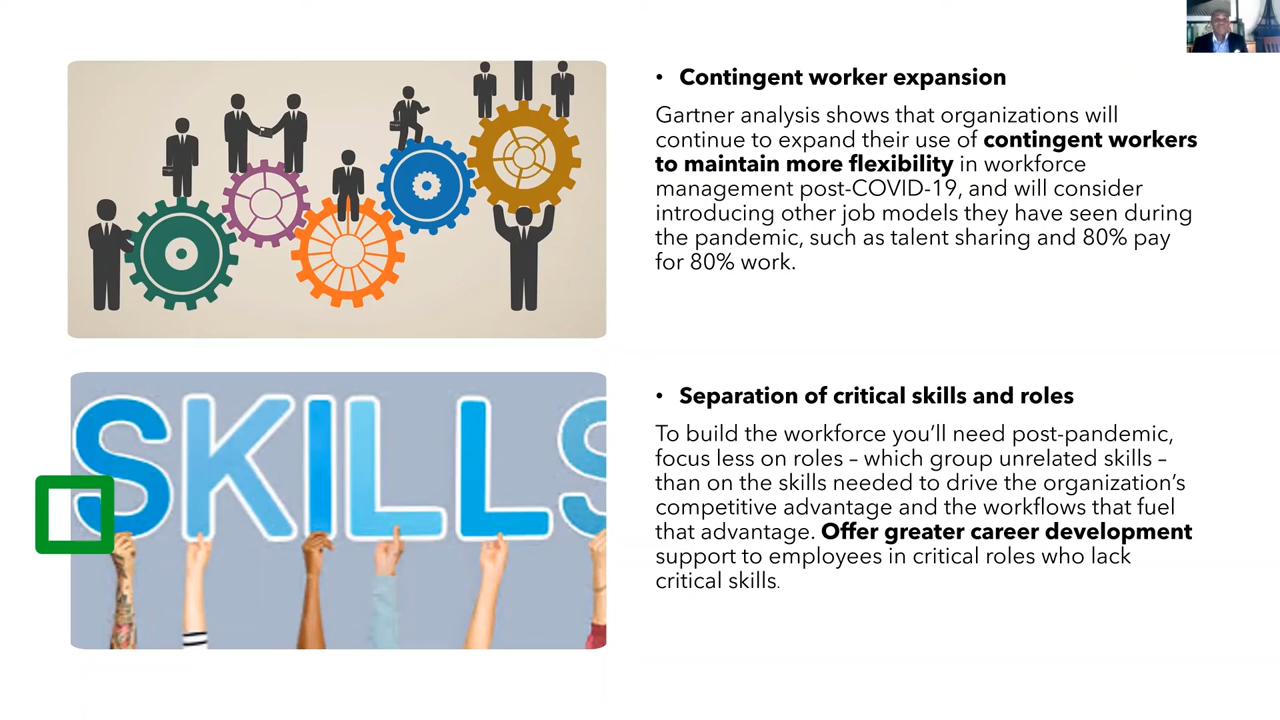 • Contingent worker expansion
Gartner analysis shows that organizations will
continue to expand their use of contingent workers
to maintain more flexibility in workforce
management post-COVID-19, and will consider
introducing other job models they have seen during
the pandemic, such as talent sharing and 80% pay
for 80% work.
SKILLS
• Separation of critical skills and roles
To build the workforce you’ll need post-pandemic,
focus less on roles – which group unrelated skills –
than on the skills needed to drive the organization’s
competitive advantage and the workflows that fuel
that advantage. Offer greater career development
support to employees in critical roles who lack
critical skills.